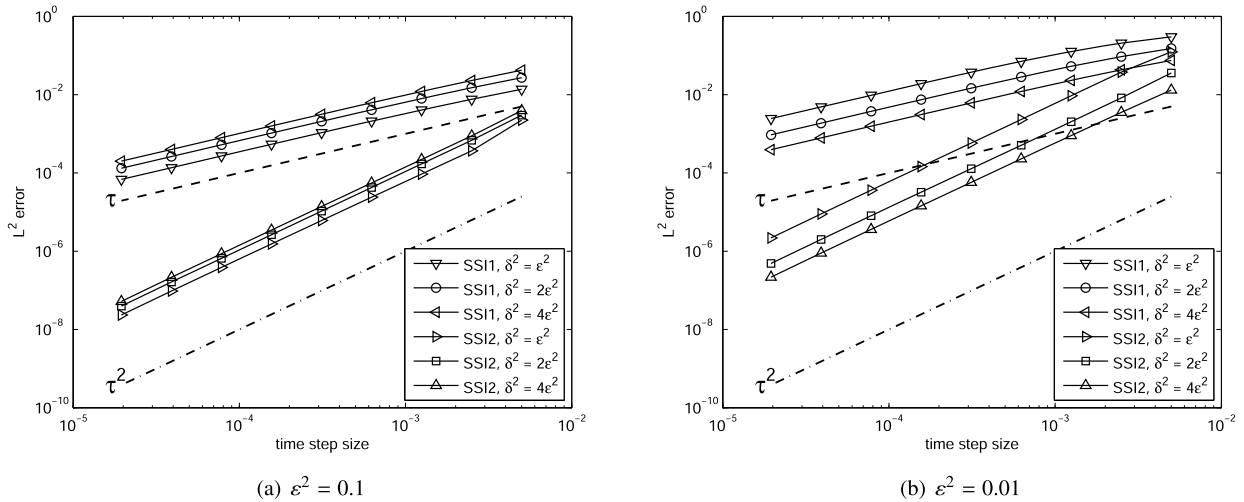 10^0
10^-2
10^-4
10^-6
10^-8
10^-10
L^2 error
τ
τ^2
SSI1, δ^2 = ε^2
SSI1, δ^2 = 2ε^2
SSI1, δ^2 = 4ε^2
SSI2, δ^2 = ε^2
SSI2, δ^2 = 2ε^2
SSI2, δ^2 = 4ε^2
10^-5 10^-4 10^-3 10^-2
time step size
(a) ε^2 = 0.1
10^0
10^-2
10^-4
10^-6
10^-8
10^-10
L^2 error
τ
τ^2
SSI1, δ^2 = ε^2
SSI1, δ^2 = 2ε^2
SSI1, δ^2 = 4ε^2
SSI2, δ^2 = ε^2
SSI2, δ^2 = 2ε^2
SSI2, δ^2 = 4ε^2
10^-5 10^-4 10^-3 10^-2
time step size
(b) ε^2 = 0.01